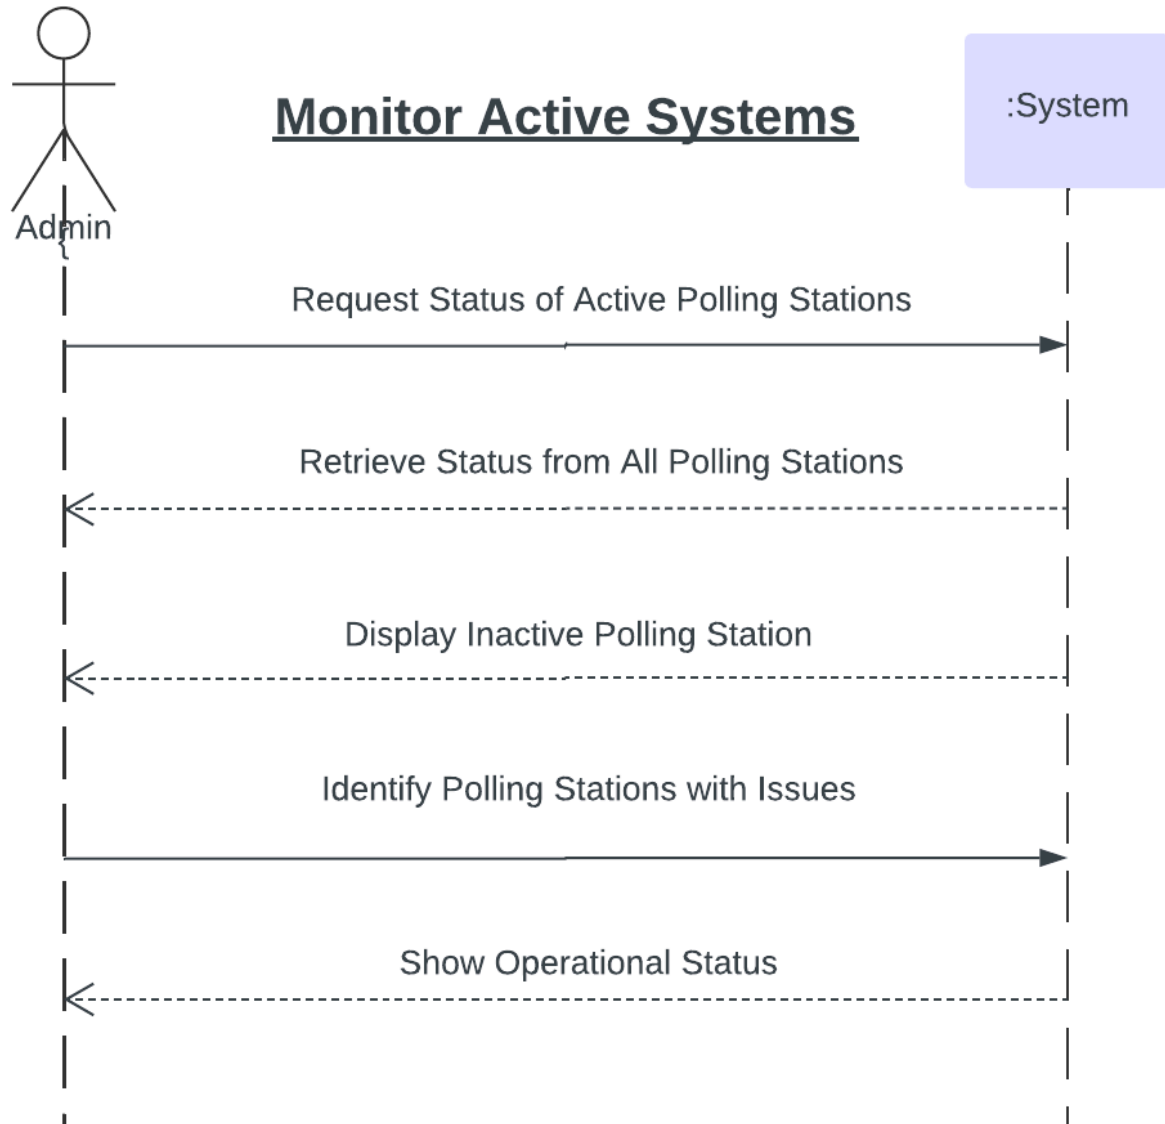 Monitor Active Systems
:System
Admin
{
Request Status of Active Polling Stations
Retrieve Status from All Polling Stations
Display Inactive Polling Station
Identify Polling Stations with Issues
Show Operational Status